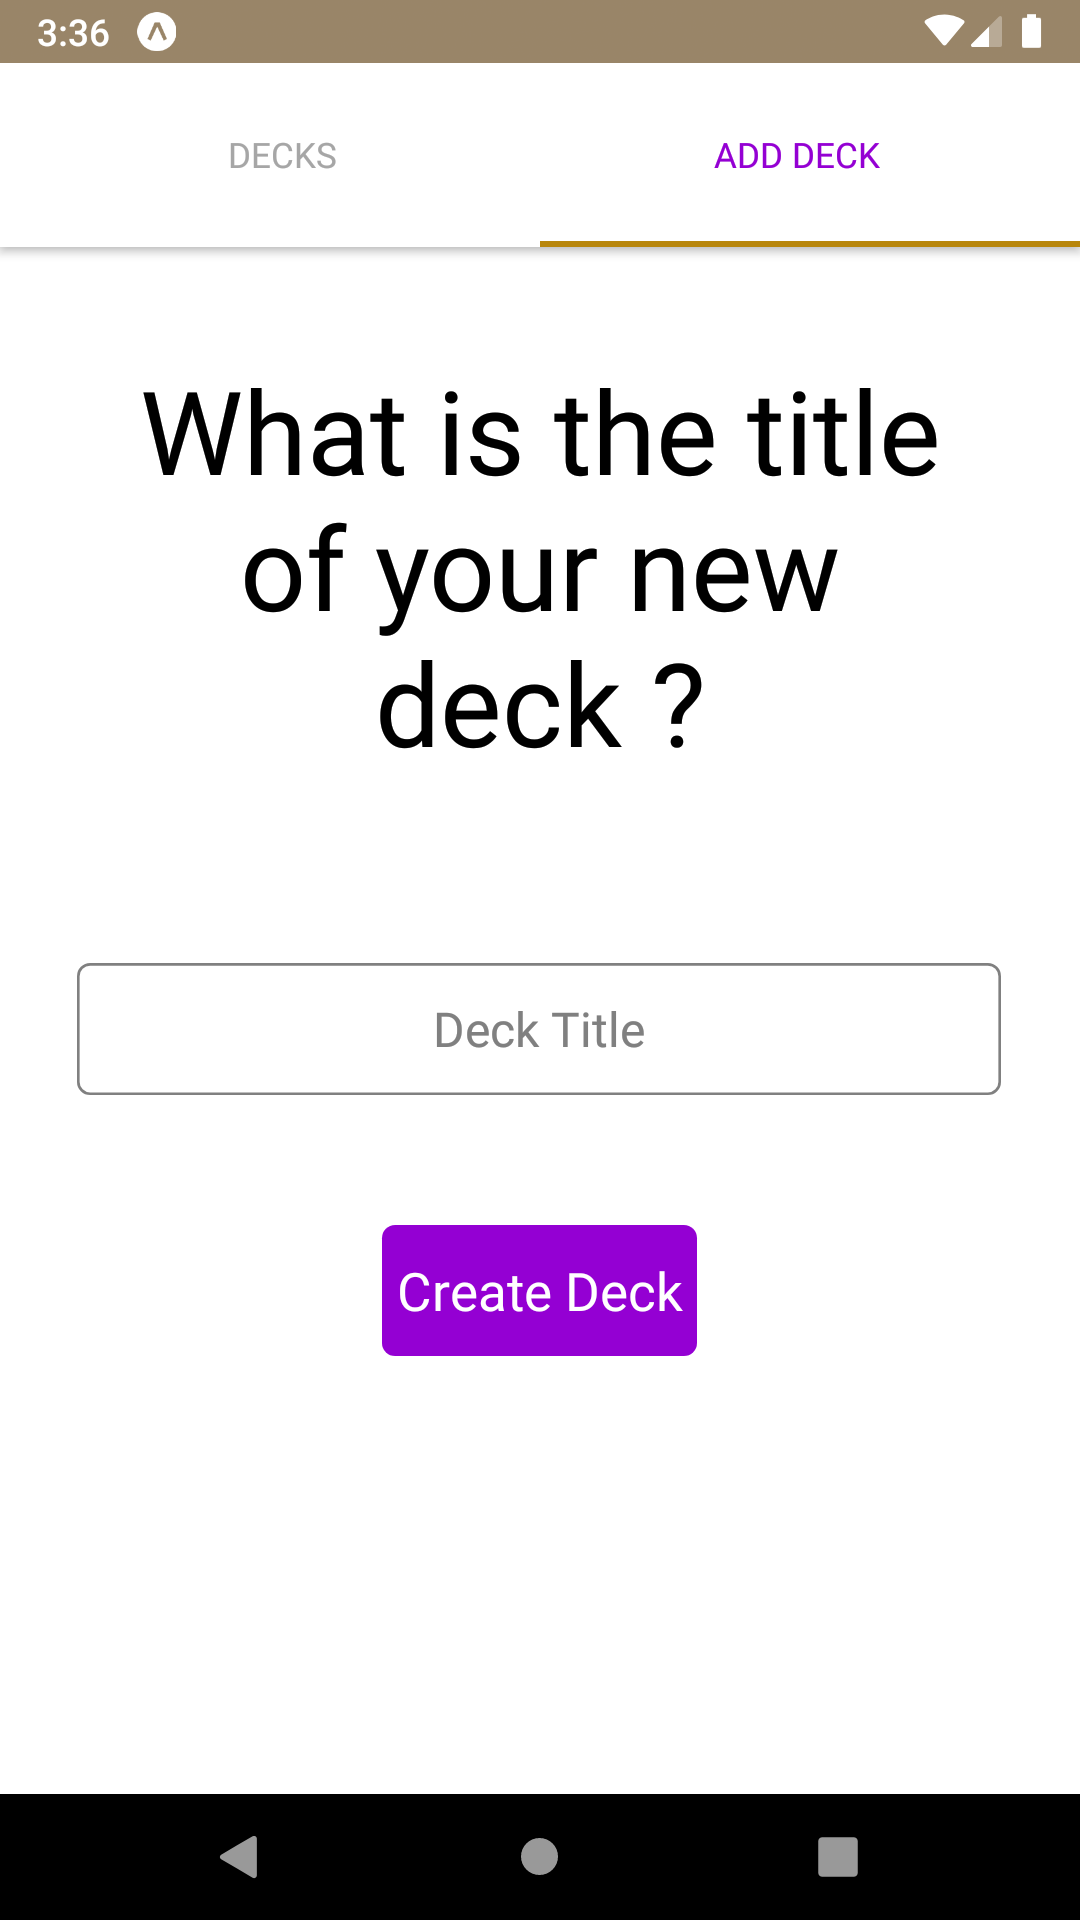 3:36
DECKS
ADD DECK
What is the title
of your new
deck ?
Deck Title
Create Deck